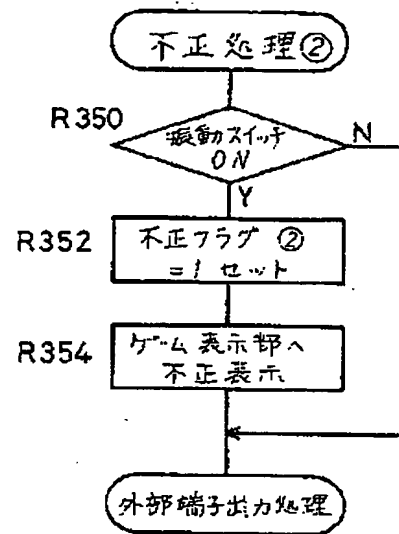 不正処理②
R350
振動スイッチ
ON
N
Y
R352
不正フラグ ②
=1 セット
R354
ゲーム表示部へ
不正表示
外部端子出力処理